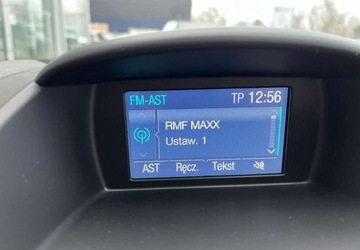 FM-AST TP 12:56
RMF MAXX
Ustaw. 1
AST Ręcz. Tekst